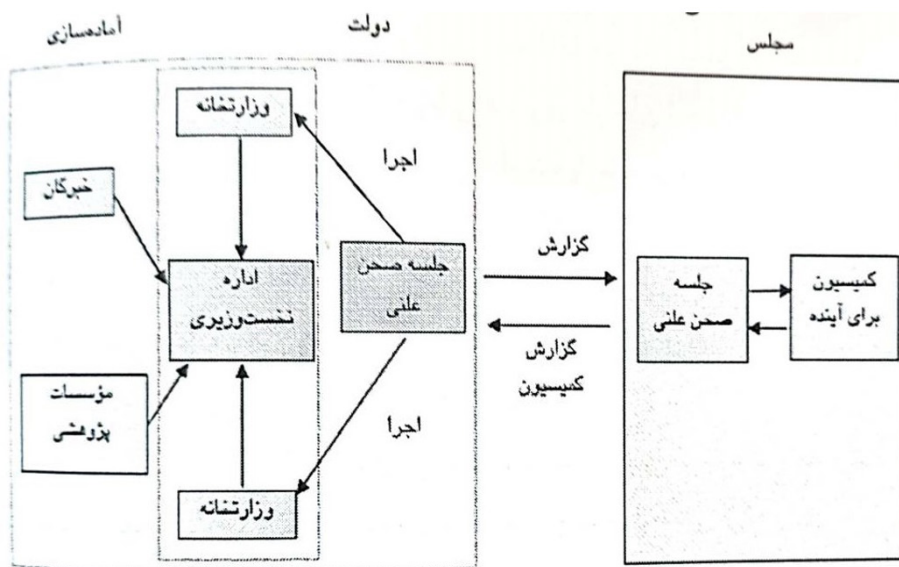 مجلس
دولت
آماده‌سازی
وزارتخانه
اجرا
خبرگان
اداره
نخست‌وزیری
جلسه صحن
علنی
گزارش
جلسه
صحن علنی
کمیسیون
برای آینده
گزارش
کمیسیون
مؤسسات
پژوهشی
اجرا
وزارتخانه